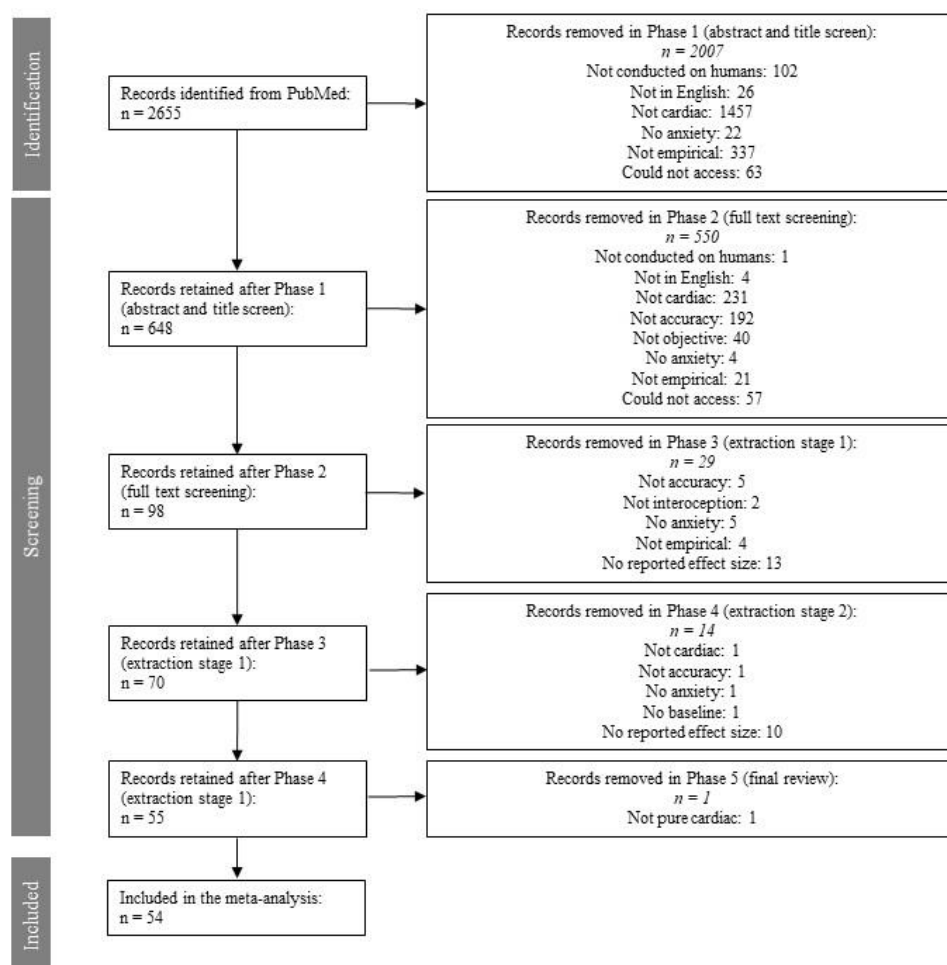 Identification
Records identified from PubMed:
n = 2655
Records removed in Phase 1 (abstract and title screen):
n = 2007
Not conducted on humans: 102
Not in English: 26
Not cardiac: 1457
No anxiety: 22
Not empirical: 337
Could not access: 63
Screening
Records retained after Phase 1
(abstract and title screen):
n = 648
Records removed in Phase 2 (full text screening):
n = 550
Not conducted on humans: 1
Not in English: 4
Not cardiac: 231
Not accuracy: 192
Not objective: 40
No anxiety: 4
Not empirical: 21
Could not access: 57
Records retained after Phase 2
(full text screening):
n = 98
Records removed in Phase 3 (extraction stage 1):
n = 29
Not accuracy: 5
Not interoception: 2
No anxiety: 5
Not empirical: 4
No reported effect size: 13
Records retained after Phase 3
(extraction stage 1):
n = 70
Records removed in Phase 4 (extraction stage 2):
n = 14
Not cardiac: 1
Not accuracy: 1
No anxiety: 1
No baseline: 1
No reported effect size: 10
Records retained after Phase 4
(extraction stage 1):
n = 55
Records removed in Phase 5 (final review):
n = 1
Not pure cardiac: 1
Included
Included in the meta-analysis:
n = 54